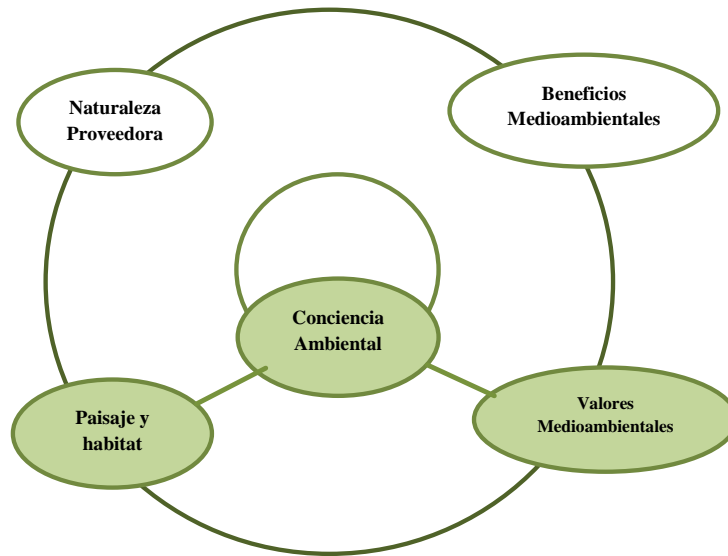 Naturaleza
Proveedora
Beneficios
Medioambientales
Conciencia
Ambiental
Paisaje y
habitat
Valores
Medioambientales